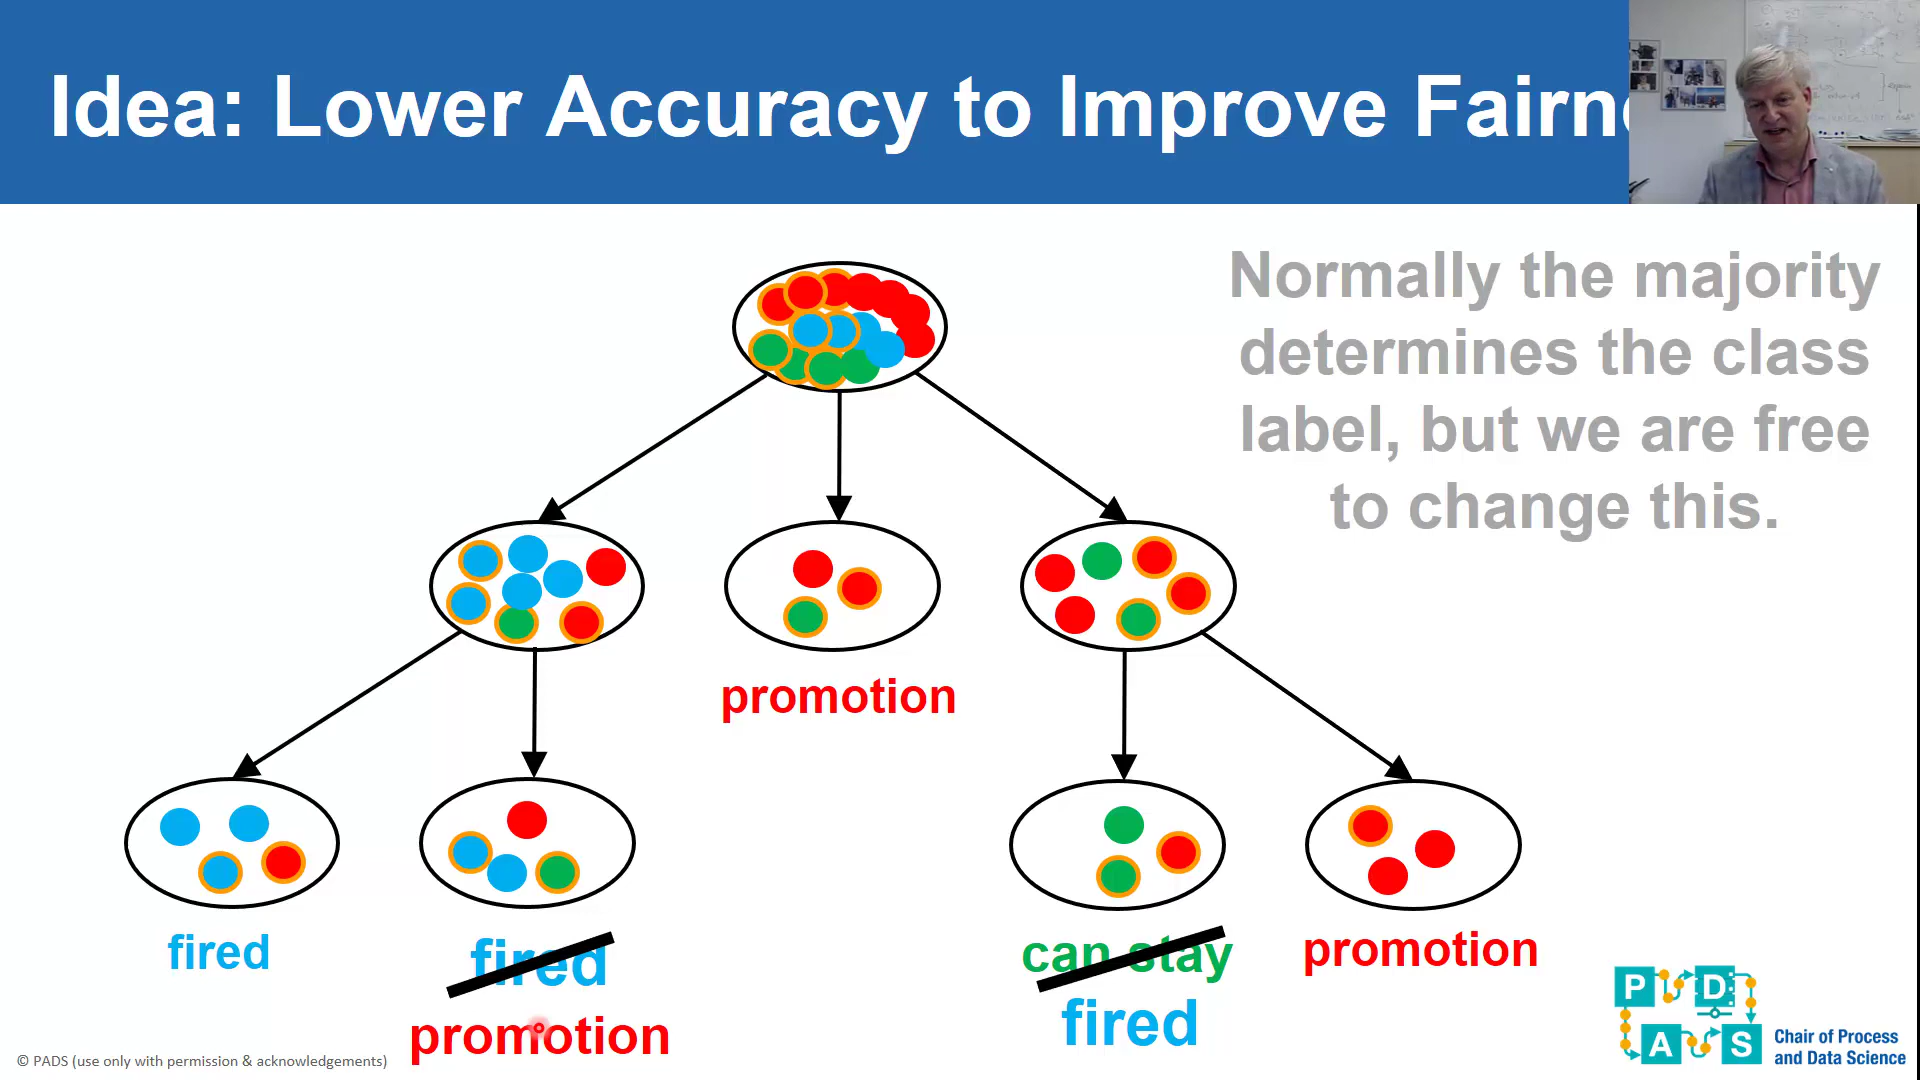 Idea: Lower Accuracy to Improve Fairn
Normally the majority
determines the class
label, but we are free
to change this.
promotion
fired
fired
promotion
can stay
fired
promotion
P D
A S
Chair of Process
and Data Science
© PADS (use only with permission & acknowledgements)